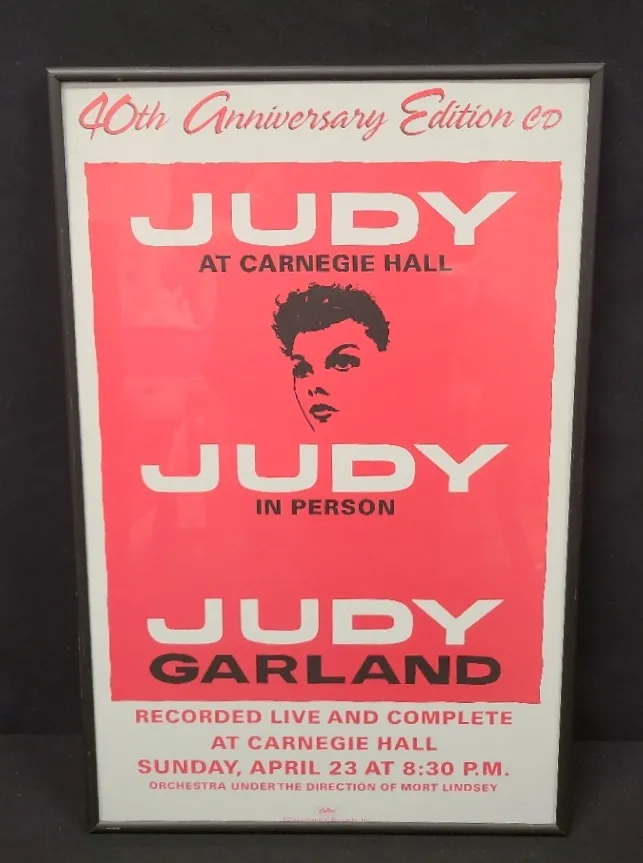 40th Anniversary Edition CD
JUDY
AT CARNEGIE HALL
JUDY
IN PERSON
JUDY
GARLAND
RECORDED LIVE AND COMPLETE
AT CARNEGIE HALL
SUNDAY, APRIL 23 AT 8:30 P.M.
ORCHESTRA UNDER THE DIRECTION OF MORT LINDSEY